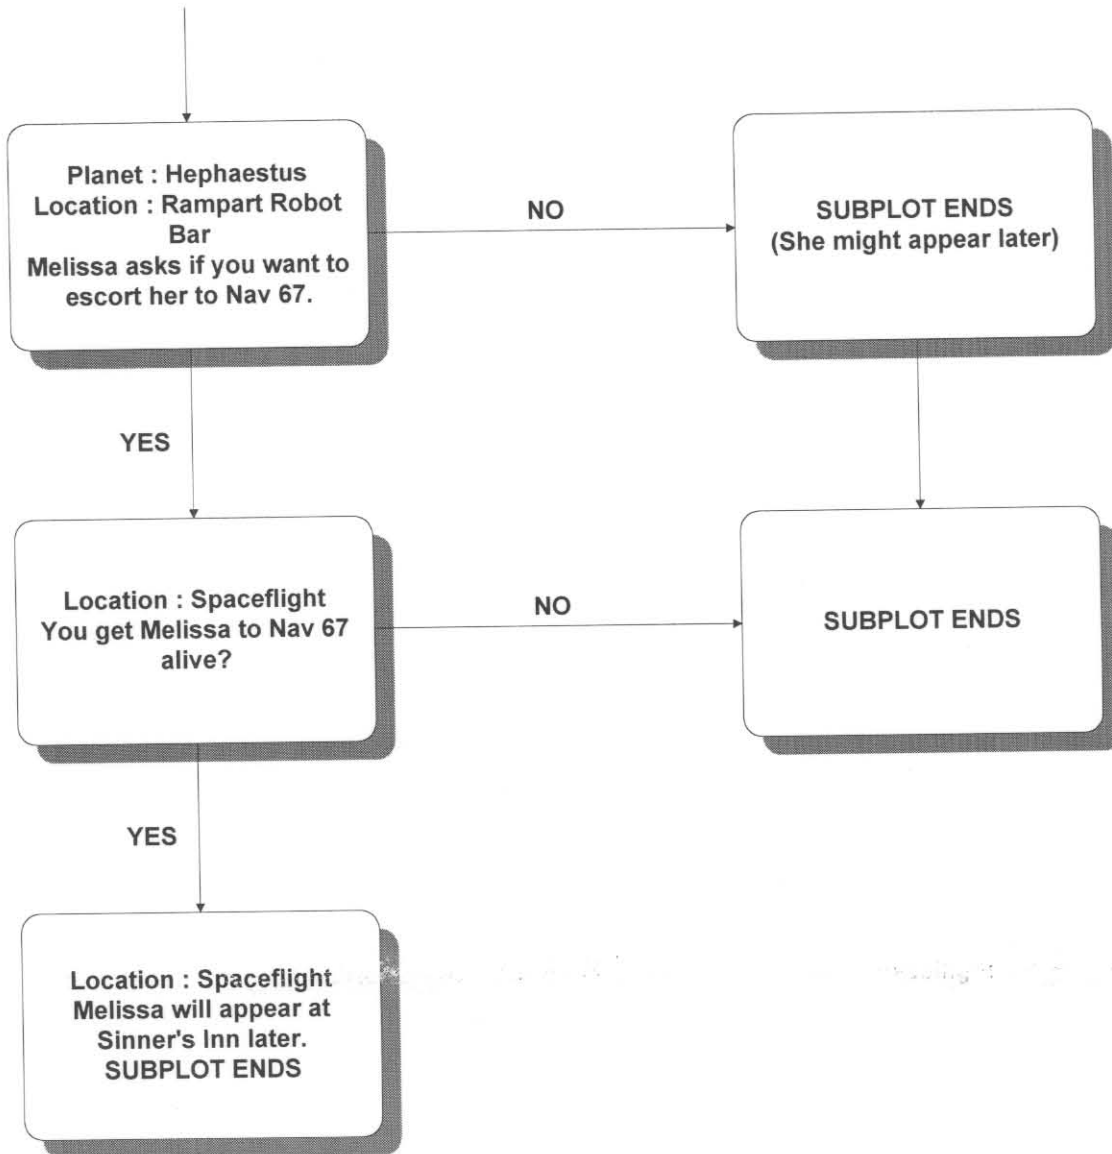 Planet : Hephaestus
Location : Rampart Robot
Bar
Melissa asks if you want to
escort her to Nav 67.
NO
SUBPLOT ENDS
(She might appear later)
YES
Location : Spaceflight
You get Melissa to Nav 67
alive?
NO
SUBPLOT ENDS
YES
Location : Spaceflight
Melissa will appear at
Sinner's Inn later.
SUBPLOT ENDS